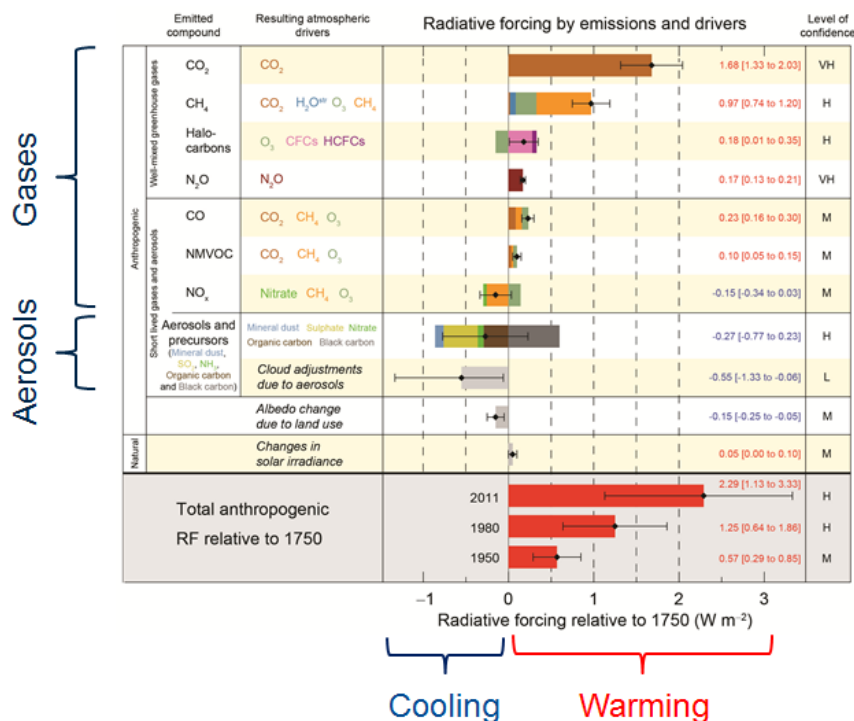 Emitted compound
Resulting atmospheric drivers
Radiative forcing by emissions and drivers
Level of confidence
Gases
Aerosols
Anthropogenic
Natural
Well-mixed greenhouse gases
Short lived gases and aerosols
CO₂ CO₂ 1.68 [1.33 to 2.03] VH
CH₄ CO₂ H₂Oˢᵗʳ O₃ CH₄ 0.97 [0.74 to 1.20] H
Halo-
carbons O₃ CFCs HCFCs 0.18 [0.01 to 0.35] H
N₂O N₂O 0.17 [0.13 to 0.21] VH
CO CO₂ CH₄ O₃ 0.23 [0.16 to 0.30] M
NMVOC CO₂ CH₄ O₃ 0.10 [0.05 to 0.15] M
NOₓ Nitrate CH₄ O₃ -0.15 [-0.34 to 0.03] M
Aerosols and
precursors
(Mineral dust,
SO₂, NH₃,
Organic carbon
and Black carbon)
Mineral dust Sulphate Nitrate
Organic carbon Black carbon
-0.27 [-0.77 to 0.23] H
Cloud adjustments
due to aerosols
-0.55 [-1.33 to -0.06] L
Albedo change
due to land use
-0.15 [-0.25 to -0.05] M
Changes in
solar irradiance
0.05 [0.00 to 0.10] M
Total anthropogenic
RF relative to 1750
2011 2.29 [1.13 to 3.33] H
1980 1.25 [0.64 to 1.86] H
1950 0.57 [0.29 to 0.85] M
−1 0 1 2 3
Radiative forcing relative to 1750 (W m⁻²)
Cooling Warming